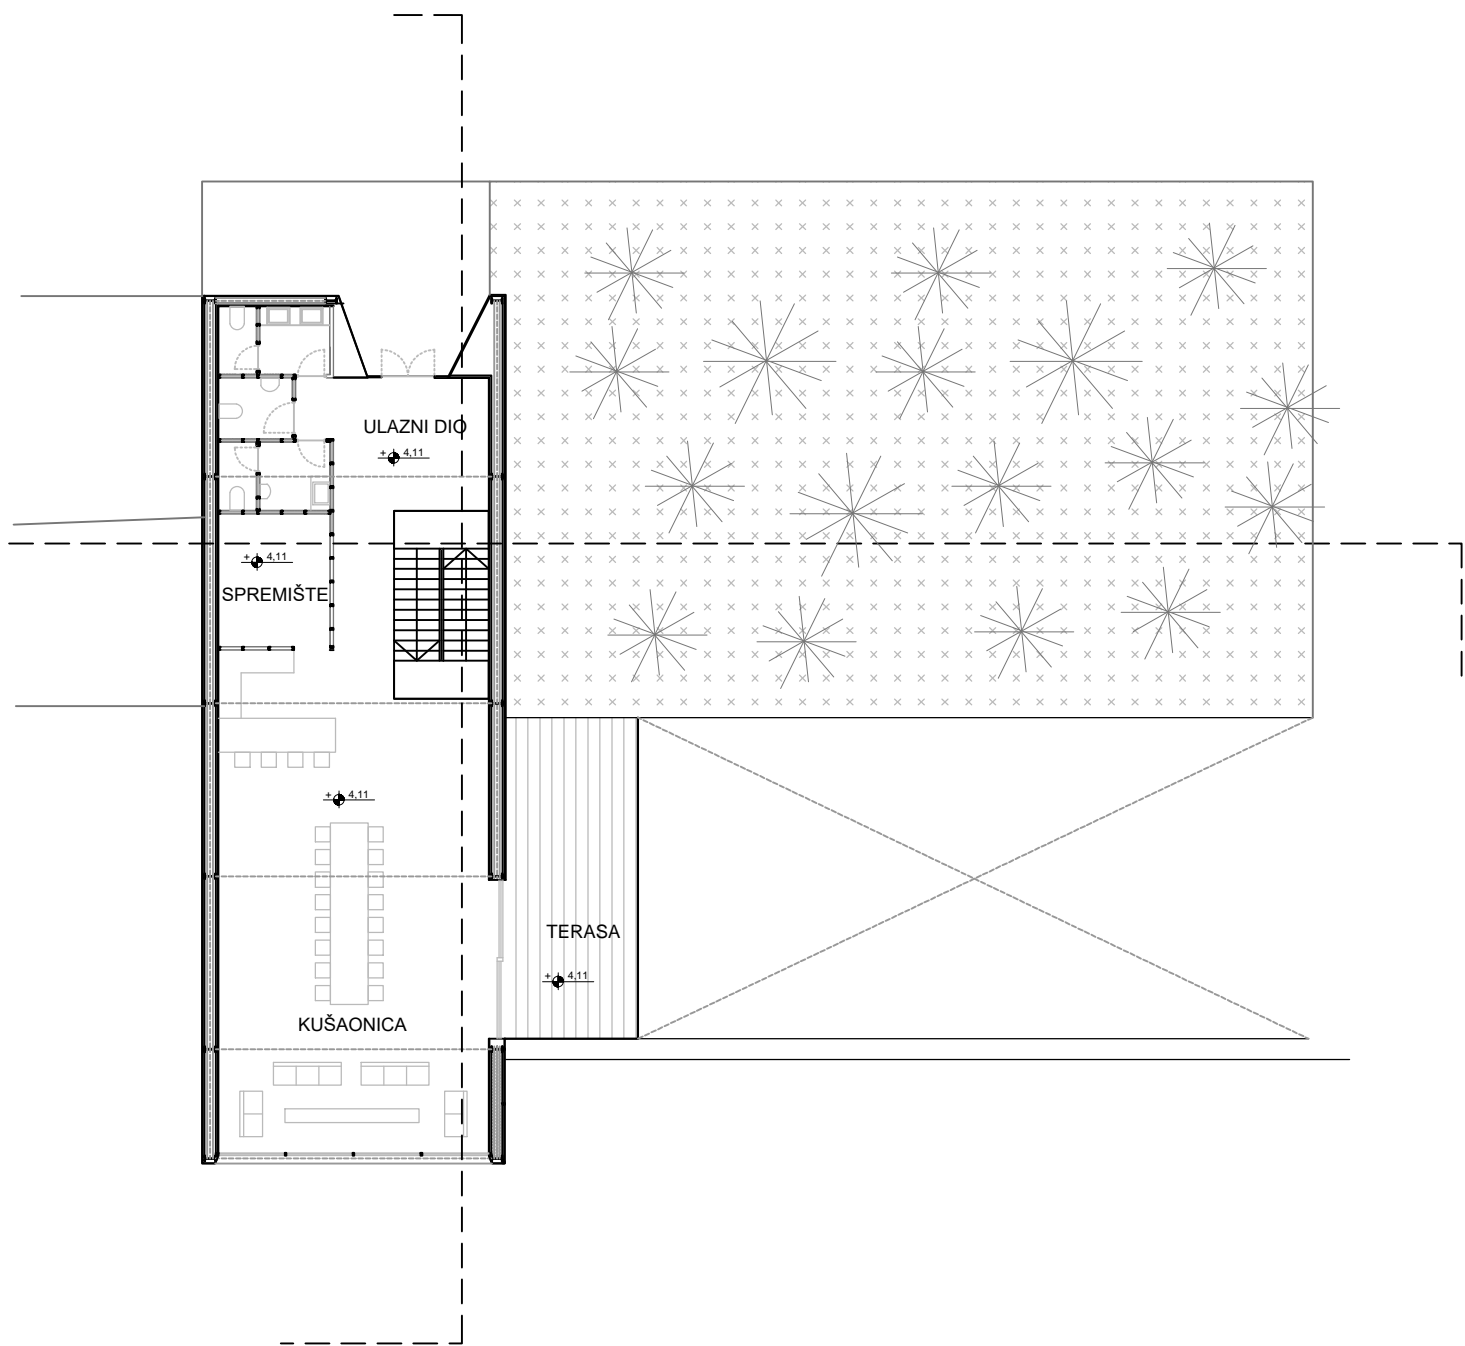 ULAZNI DIO
+ 4,11
+ 4,11
SPREMIŠTE
+ 4,11
TERASA
+ 4,11
KUŠAONICA